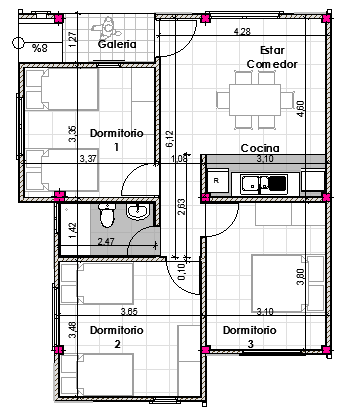 4,28
1,27
Galeria
%8
Estar
Comedor
4,60
3,35
Dormitorio
1
6,12
3,37
1,08
Cocina
3,10
R
2,63
1,42
2,47
0,10
3,80
3,48
3,65
3,10
Dormitorio
2
Dormitorio
3